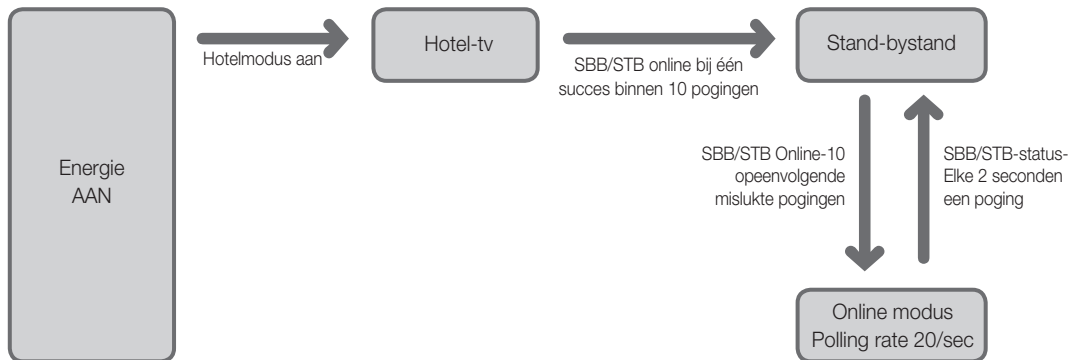 Energie
AAN
Hotelmodus aan
Hotel-tv
SBB/STB online bij één
succes binnen 10 pogingen
Stand-bystand
SBB/STB Online-10
opeenvolgende
mislukte pogingen
SBB/STB-status-
Elke 2 seconden
een poging
Online modus
Polling rate 20/sec